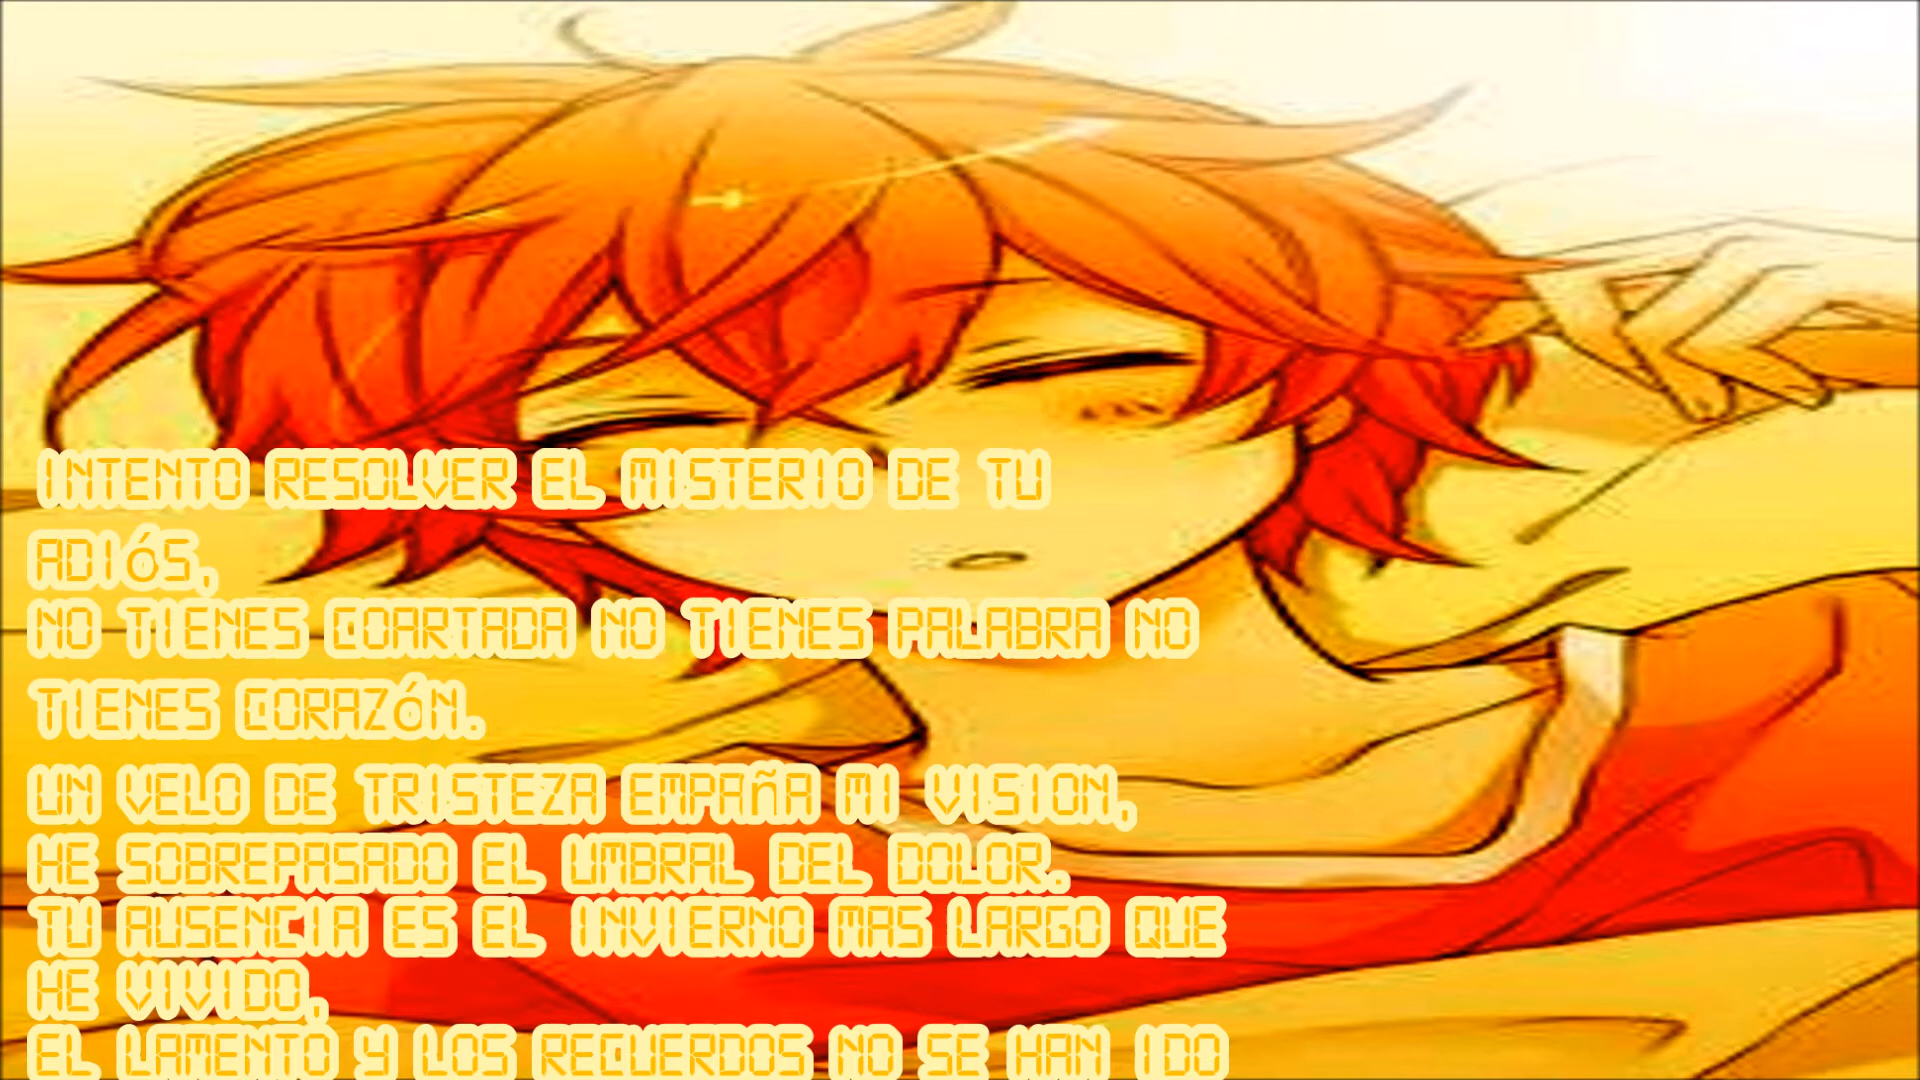 INTENTO RESOLVER EL MISTERIO DE TU
ADIóS,
NO TIENES COARTADA NO TIENES PALABRA NO
TIENES CORAZóN.
UN VELO DE TRISTEZA EMPAñA MI VISION,
HE SOBREPASADO EL UMBRAL DEL DOLOR.
TU AUSENCIA ES EL INVIERNO MAS LARGO QUE
HE VIVIDO,
EL LAMENTO Y LOS RECUERDOS NO SE HAN IDO